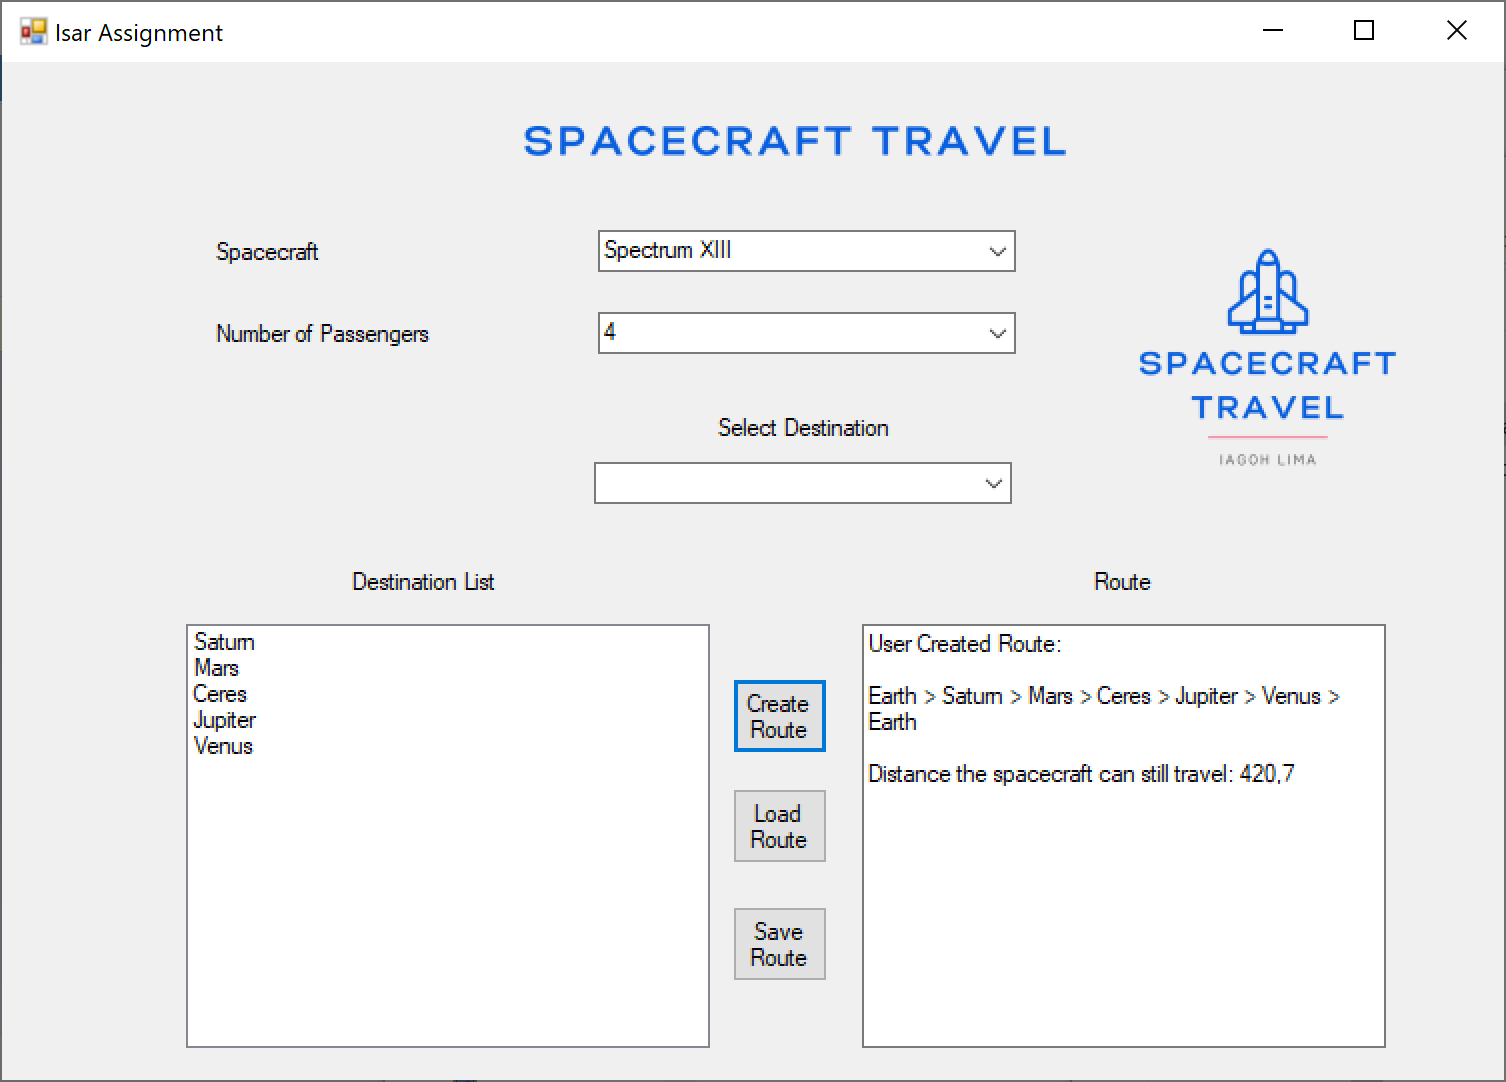 Isar Assignment
SPACECRAFT TRAVEL
Spacecraft
Spectrum XIII
Number of Passengers
4
SPACECRAFT
TRAVEL
IAGOH LIMA
Select Destination
Destination List
Route
Saturn
Mars
Ceres
Jupiter
Venus
Create
Route
Load
Route
Save
Route
User Created Route:
Earth > Saturn > Mars > Ceres > Jupiter > Venus >
Earth
Distance the spacecraft can still travel: 420,7